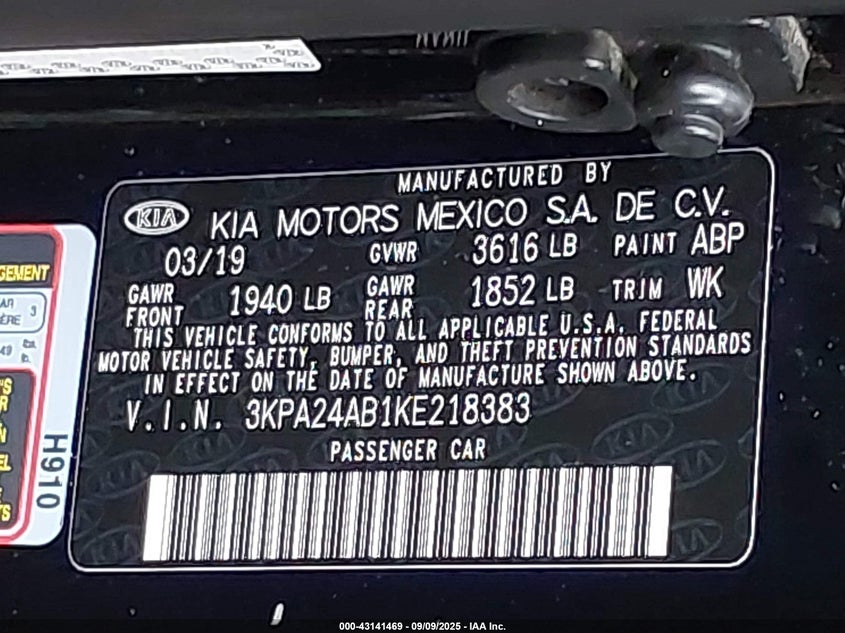 MANUFACTURED BY
KIA KIA MOTORS MEXICO S.A. DE C.V.
03/19 GVWR 3616 LB PAINT ABP
GAWR FRONT 1940 LB GAWR REAR 1852 LB TRIM WK
THIS VEHICLE CONFORMS TO ALL APPLICABLE U.S.A. FEDERAL
MOTOR VEHICLE SAFETY, BUMPER, AND THEFT PREVENTION STANDARDS
IN EFFECT ON THE DATE OF MANUFACTURE SHOWN ABOVE.
V.I.N. 3KPA24AB1KE218383
PASSENGER CAR
H910
000-43141469 - 09/09/2025 - IAA Inc.